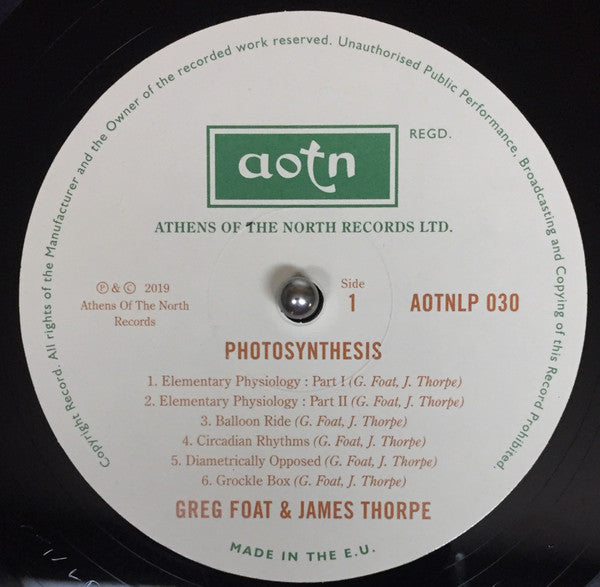 Copyright Record. All rights of the Manufacturer and the Owner of the recorded work reserved. Unauthorised Public Performance, Broadcasting and Copying of this Record Prohibited.
aotn
REGD.
ATHENS OF THE NORTH RECORDS LTD.
℗ & © 2019
Athens Of The North
Records
Side
1
AOTNLP 030
PHOTOSYNTHESIS
1. Elementary Physiology : Part I (G. Foat, J. Thorpe)
2. Elementary Physiology : Part II (G. Foat, J. Thorpe)
3. Balloon Ride (G. Foat, J. Thorpe)
4. Circadian Rhythms (G. Foat, J. Thorpe)
5. Diametrically Opposed (G. Foat, J. Thorpe)
6. Grockle Box (G. Foat, J. Thorpe)
GREG FOAT & JAMES THORPE
MADE IN THE E.U.